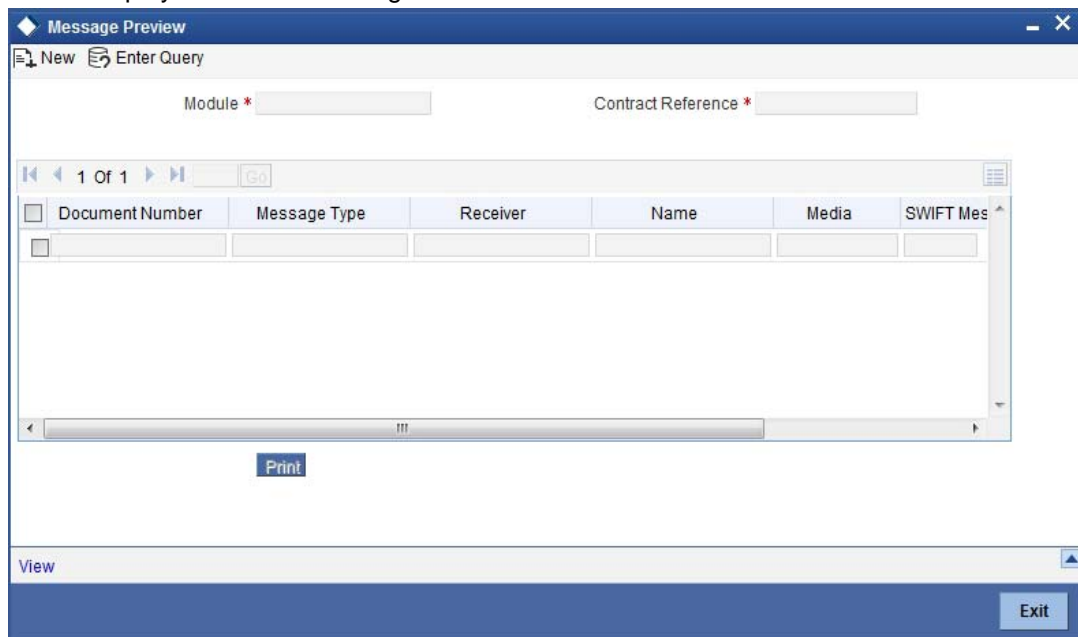 Message Preview
New Enter Query
Module * Contract Reference *
1 Of 1 Go
Document Number Message Type Receiver Name Media SWIFT Mes
Print
View
Exit